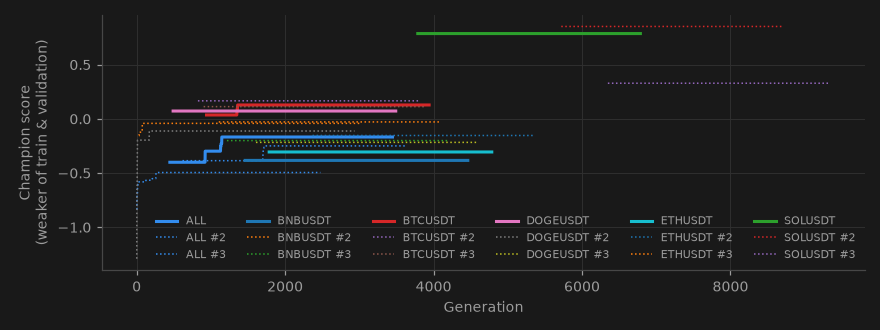 Champion score
(weaker of train & validation)
0.5
0.0
−0.5
−1.0
ALL
BNBUSDT
BTCUSDT
DOGEUSDT
ETHUSDT
SOLUSDT
ALL #2
BNBUSDT #2
BTCUSDT #2
DOGEUSDT #2
ETHUSDT #2
SOLUSDT #2
ALL #3
BNBUSDT #3
BTCUSDT #3
DOGEUSDT #3
ETHUSDT #3
SOLUSDT #3
0
2000
4000
6000
8000
Generation